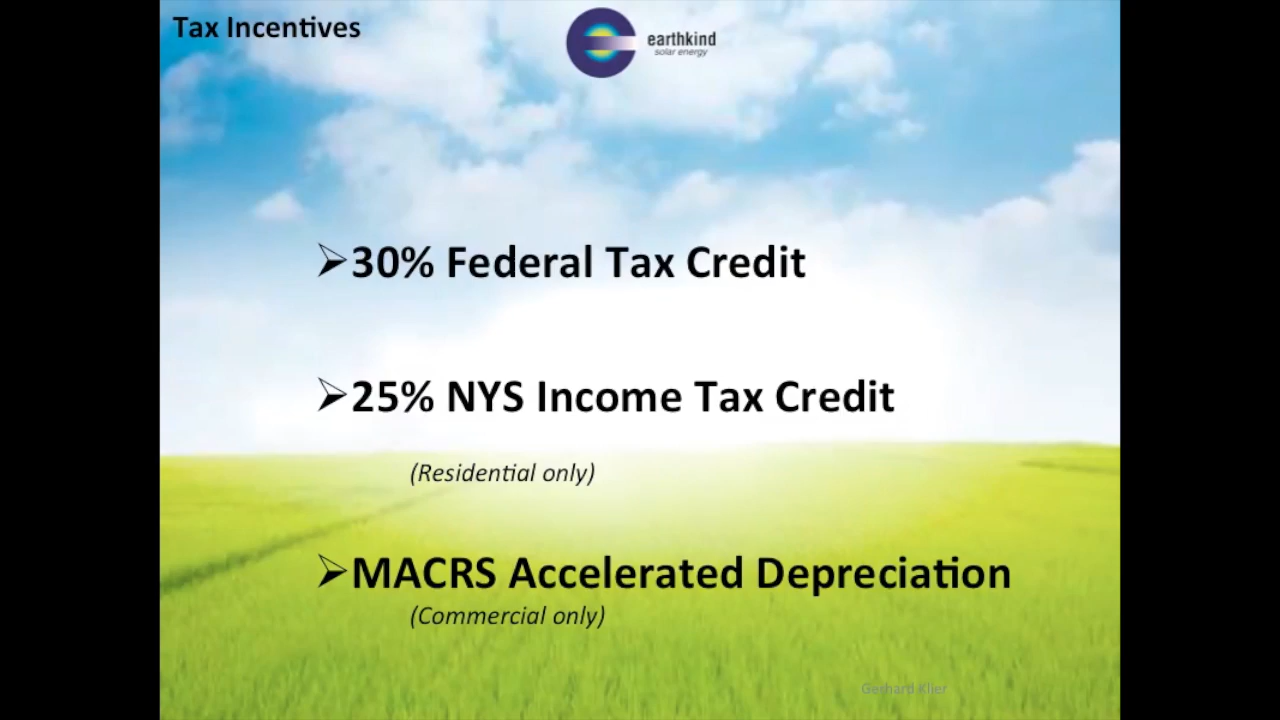 Tax Incentives
earthkind
solar energy
➢30% Federal Tax Credit
➢25% NYS Income Tax Credit
(Residential only)
➢MACRS Accelerated Depreciation
(Commercial only)
Gerhard Klier